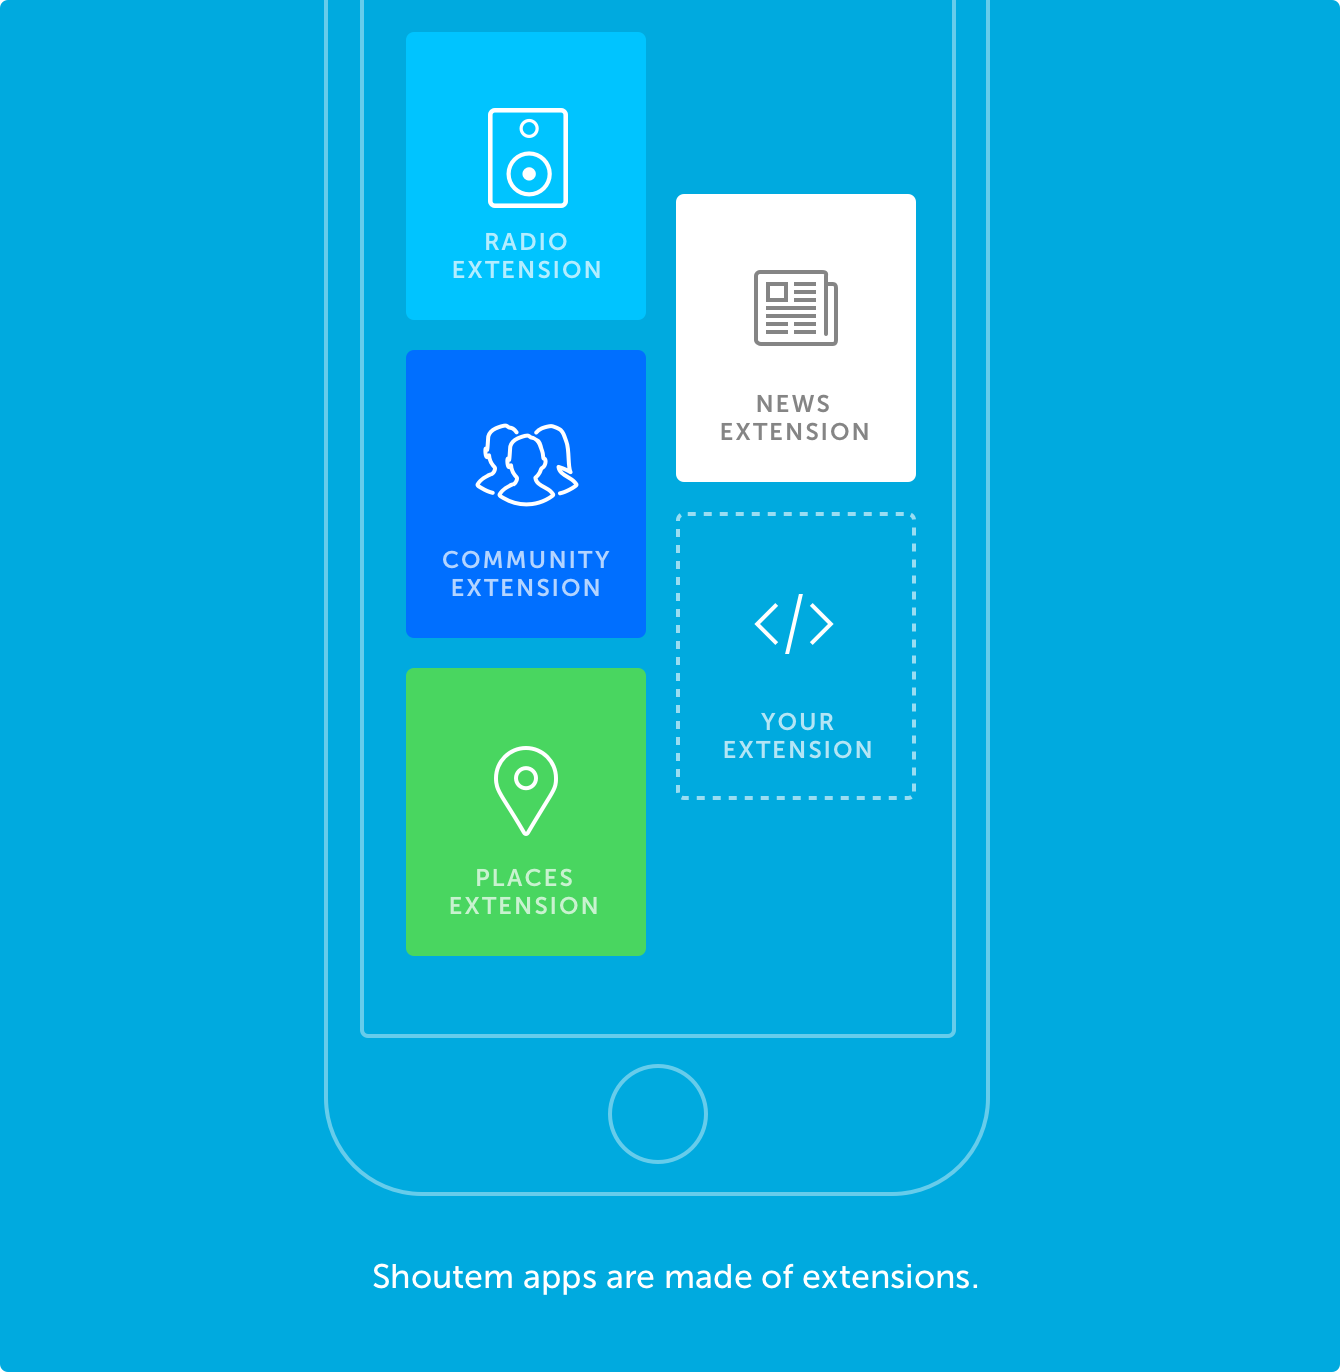 RADIO
EXTENSION
NEWS
EXTENSION
COMMUNITY
EXTENSION
YOUR
EXTENSION
PLACES
EXTENSION
Shoutem apps are made of extensions.